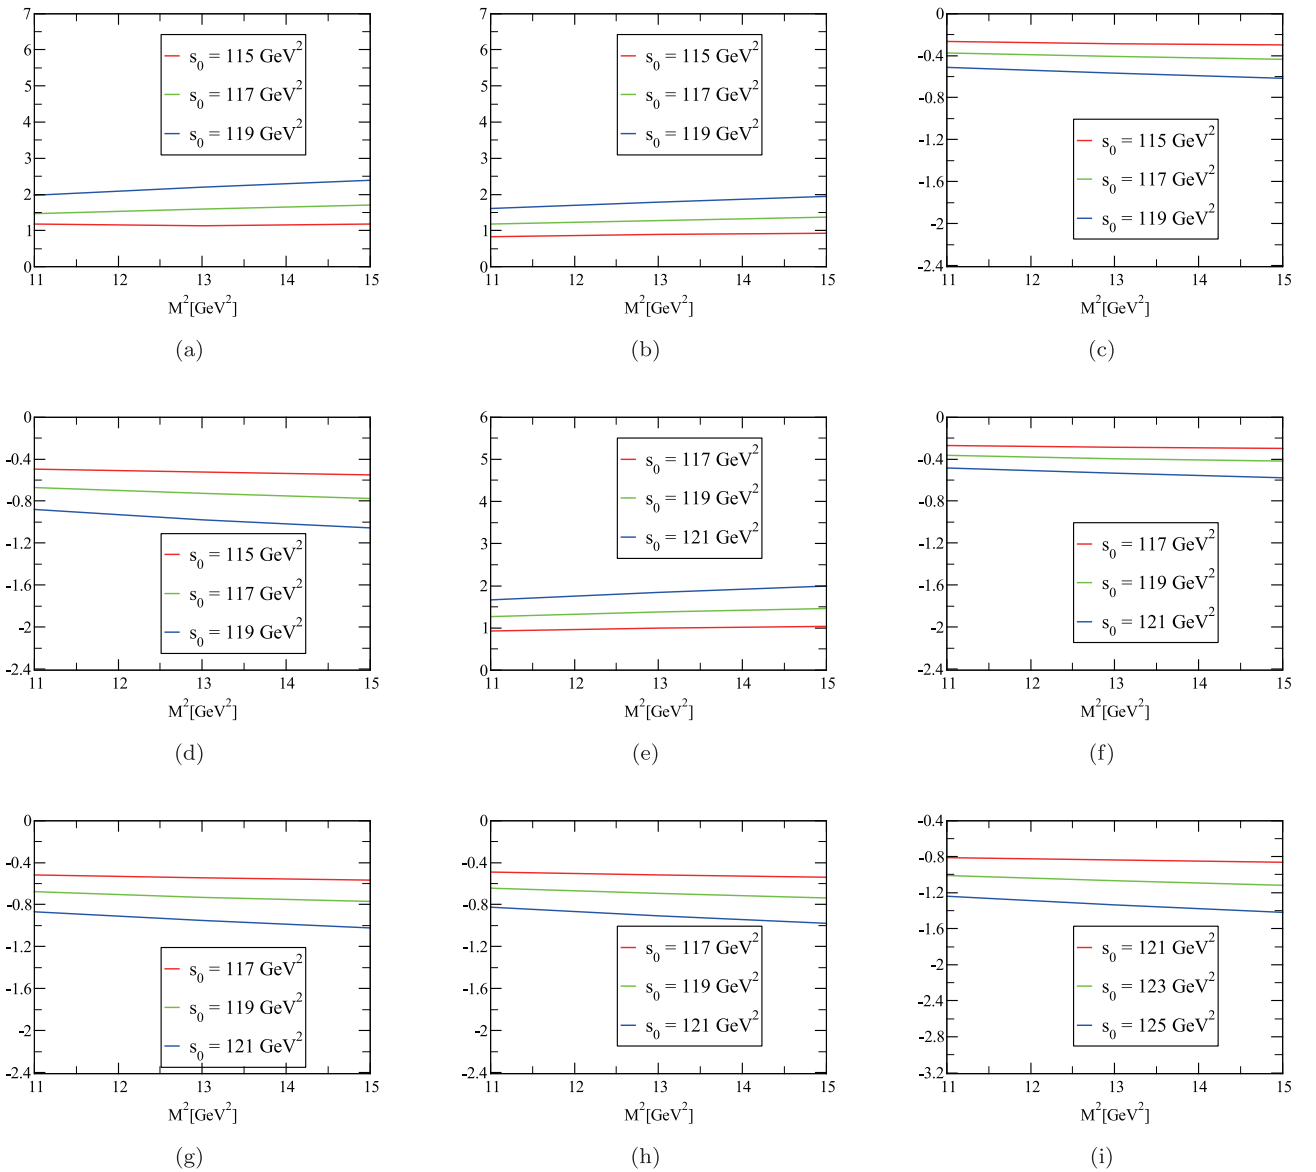 7
6
5
4
3
2
1
0
s0 = 115 GeV2
s0 = 117 GeV2
s0 = 119 GeV2
11 12 13 14 15
M2[GeV2]
(a)
7
6
5
4
3
2
1
0
s0 = 115 GeV2
s0 = 117 GeV2
s0 = 119 GeV2
11 12 13 14 15
M2[GeV2]
(b)
0
-0.4
-0.8
-1.2
-1.6
-2
-2.4
s0 = 115 GeV2
s0 = 117 GeV2
s0 = 119 GeV2
11 12 13 14 15
M2[GeV2]
(c)
0
-0.4
-0.8
-1.2
-1.6
-2
-2.4
s0 = 115 GeV2
s0 = 117 GeV2
s0 = 119 GeV2
11 12 13 14 15
M2[GeV2]
(d)
6
5
4
3
2
1
0
s0 = 117 GeV2
s0 = 119 GeV2
s0 = 121 GeV2
11 12 13 14 15
M2[GeV2]
(e)
0
-0.4
-0.8
-1.2
-1.6
-2
-2.4
s0 = 117 GeV2
s0 = 119 GeV2
s0 = 121 GeV2
11 12 13 14 15
M2[GeV2]
(f)
0
-0.4
-0.8
-1.2
-1.6
-2
-2.4
s0 = 117 GeV2
s0 = 119 GeV2
s0 = 121 GeV2
11 12 13 14 15
M2[GeV2]
(g)
0
-0.4
-0.8
-1.2
-1.6
-2
-2.4
s0 = 117 GeV2
s0 = 119 GeV2
s0 = 121 GeV2
11 12 13 14 15
M2[GeV2]
(h)
-0.4
-0.8
-1.2
-1.6
-2
-2.4
-2.8
-3.2
s0 = 121 GeV2
s0 = 123 GeV2
s0 = 125 GeV2
11 12 13 14 15
M2[GeV2]
(i)